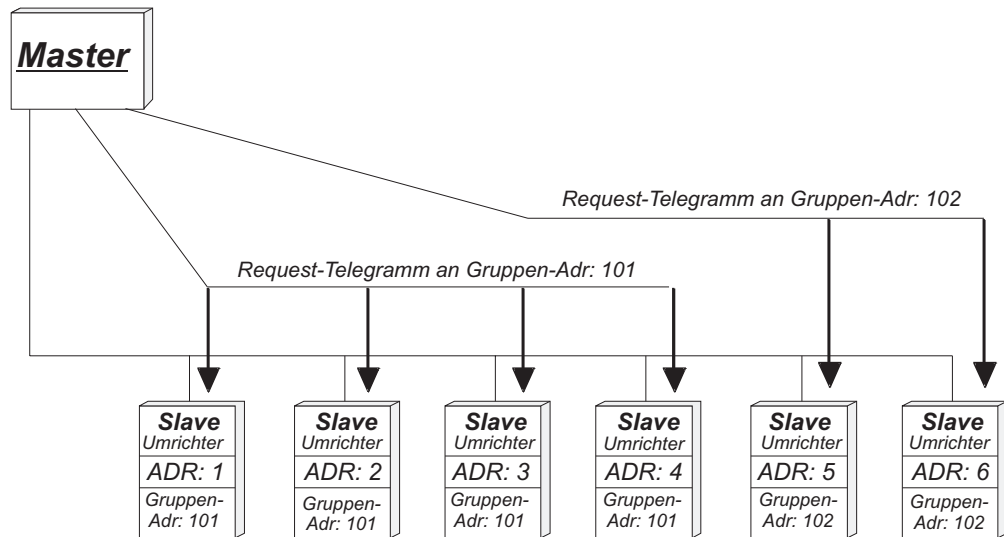 Master
Request-Telegramm an Gruppen-Adr: 102
Request-Telegramm an Gruppen-Adr: 101
Slave
Umrichter
ADR: 1
Gruppen-
Adr: 101
Slave
Umrichter
ADR: 2
Gruppen-
Adr: 101
Slave
Umrichter
ADR: 3
Gruppen-
Adr: 101
Slave
Umrichter
ADR: 4
Gruppen-
Adr: 101
Slave
Umrichter
ADR: 5
Gruppen-
Adr: 102
Slave
Umrichter
ADR: 6
Gruppen-
Adr: 102